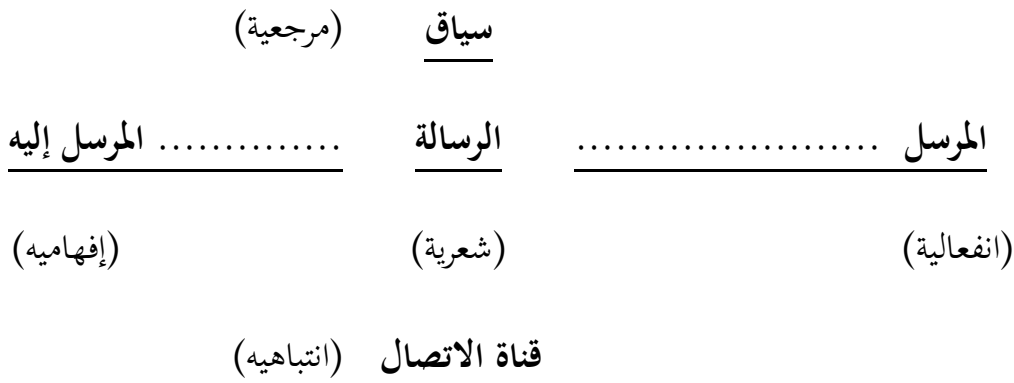 سياق (مرجعية)
المرسل ....................... الرسالة .............. المرسل إليه
(انفعالية) (شعرية) (إفهاميه)
قناة الاتصال (انتباهيه)